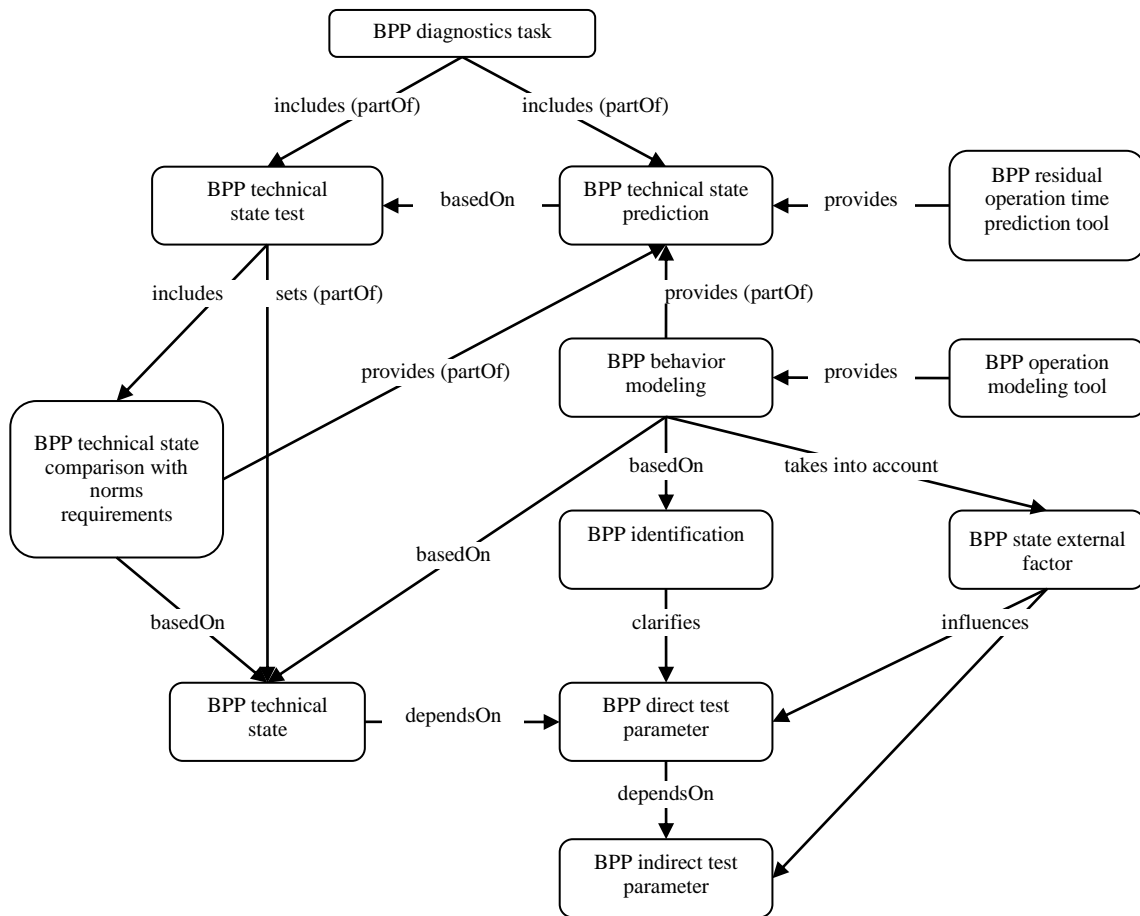 BPP diagnostics task
includes (partOf)
includes (partOf)
BPP technical
state test
basedOn
BPP technical state
prediction
provides
BPP residual
operation time
prediction tool
includes
sets (partOf)
provides (partOf)
provides (partOf)
BPP behavior
modeling
provides
BPP operation
modeling tool
BPP technical state
comparison with
norms
requirements
basedOn
takes into account
BPP identification
BPP state external
factor
basedOn
basedOn
clarifies
influences
BPP technical
state
dependsOn
BPP direct test
parameter
dependsOn
BPP indirect test
parameter